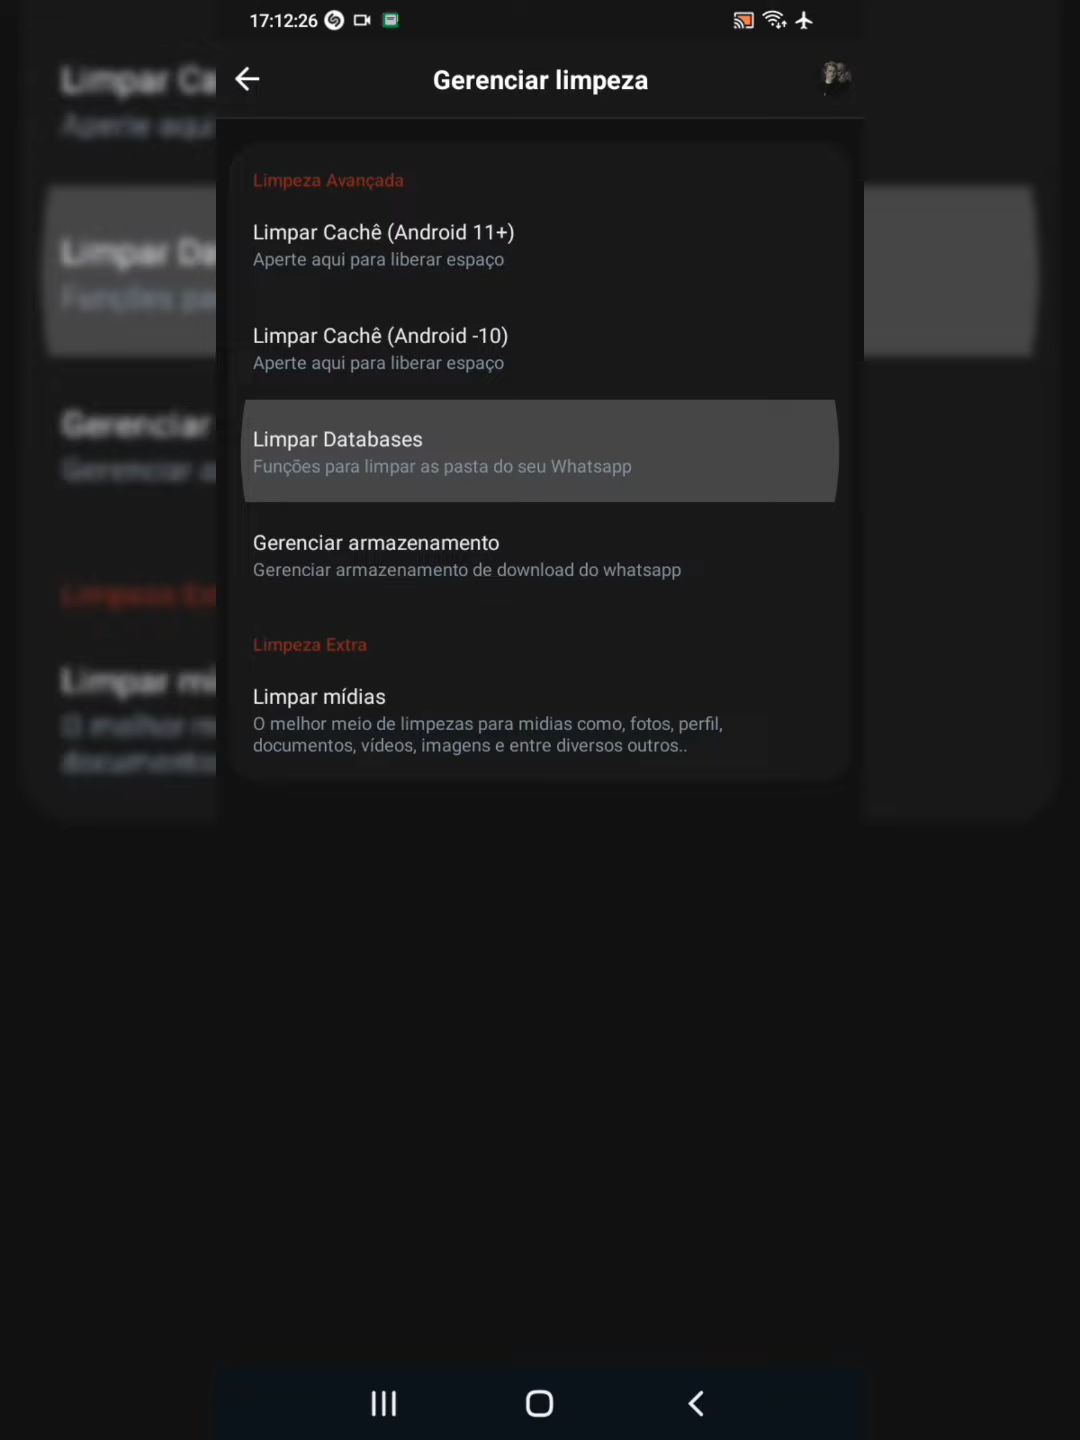 17:12:26
Gerenciar limpeza
Limpeza Avançada
Limpar Cachê (Android 11+)
Aperte aqui para liberar espaço
Limpar Cachê (Android -10)
Aperte aqui para liberar espaço
Limpar Databases
Funções para limpar as pasta do seu Whatsapp
Gerenciar armazenamento
Gerenciar armazenamento de download do whatsapp
Limpeza Extra
Limpar mídias
O melhor meio de limpezas para midias como, fotos, perfil,
documentos, vídeos, imagens e entre diversos outros..